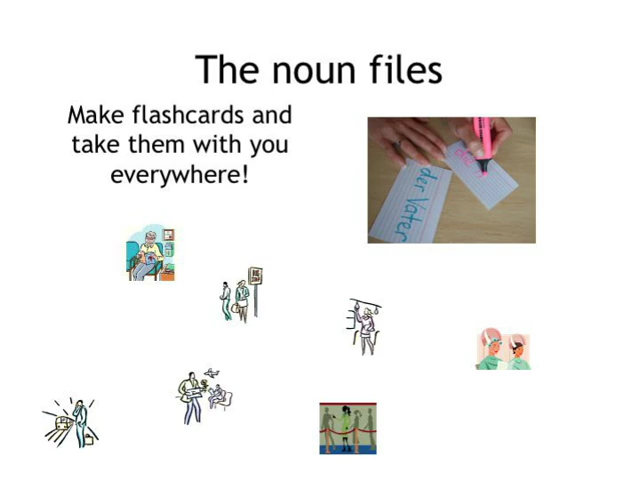 The noun files
Make flashcards and
take them with you
everywhere!
der Vater